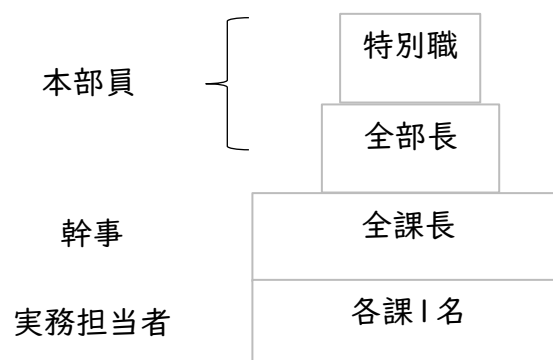 特別職
本部員
全部長
幹事
全課長
実務担当者
各課1名